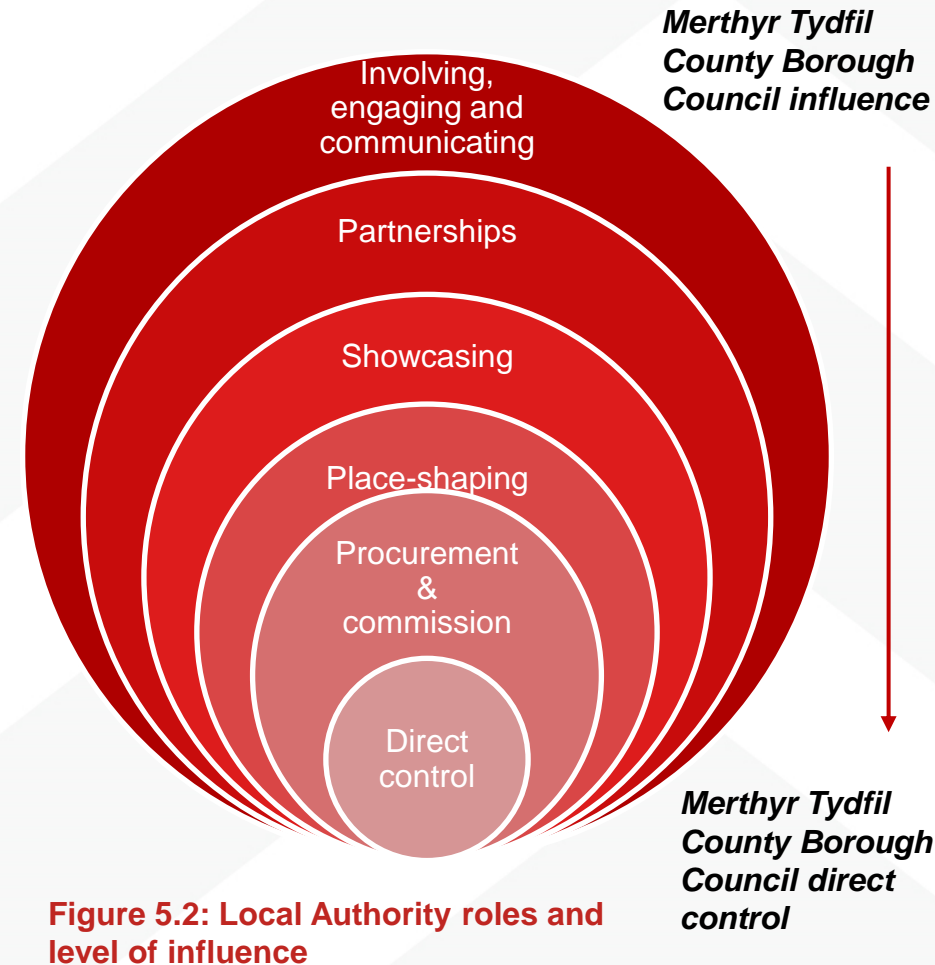 Merthyr Tydfil
County Borough
Council influence
Involving,
engaging and
communicating
Partnerships
Showcasing
Place-shaping
Procurement
&
commission
Direct
control
Merthyr Tydfil
County Borough
Council direct
control
Figure 5.2: Local Authority roles and
level of influence